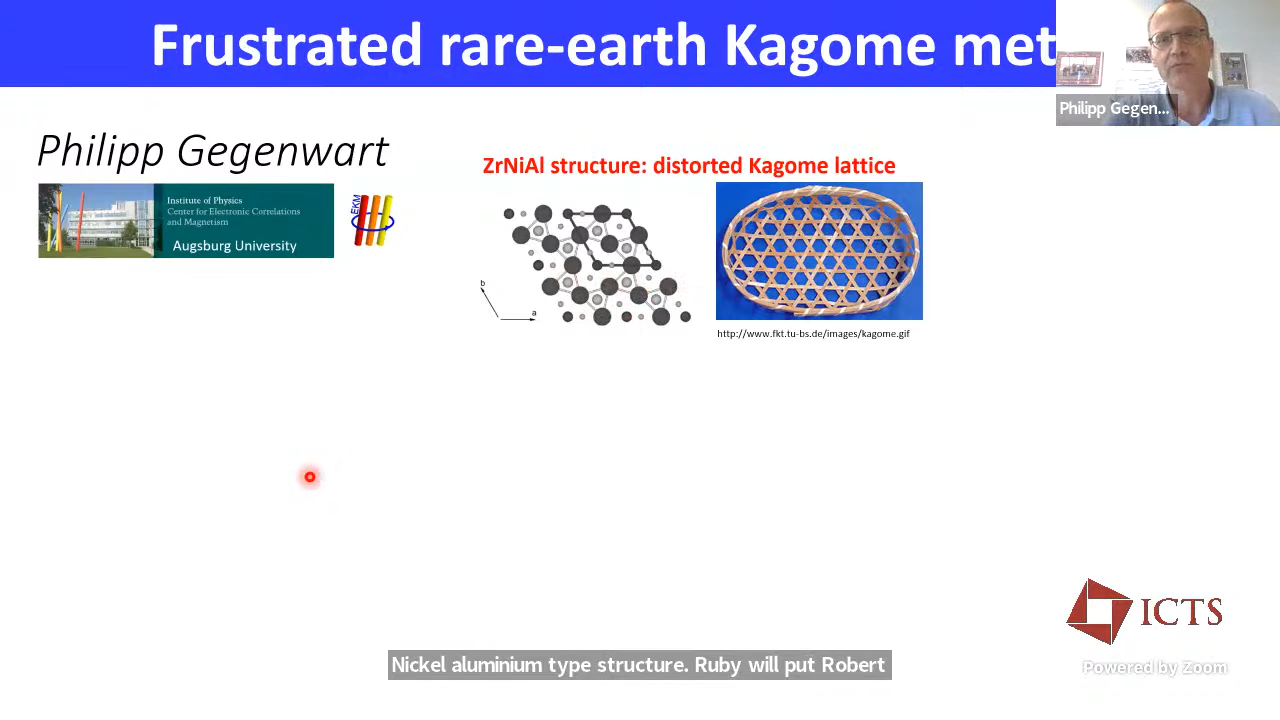 Frustrated rare-earth Kagome met
Philipp Gegen...
Philipp Gegenwart
ZrNiAl structure: distorted Kagome lattice
Institute of Physics
Center for Electronic Correlations
and Magnetism
Augsburg University
EKM
b
a
http://www.fkt.tu-bs.de/images/kagome.gif
ICTS
Nickel aluminium type structure. Ruby will put Robert
Powered by Zoom